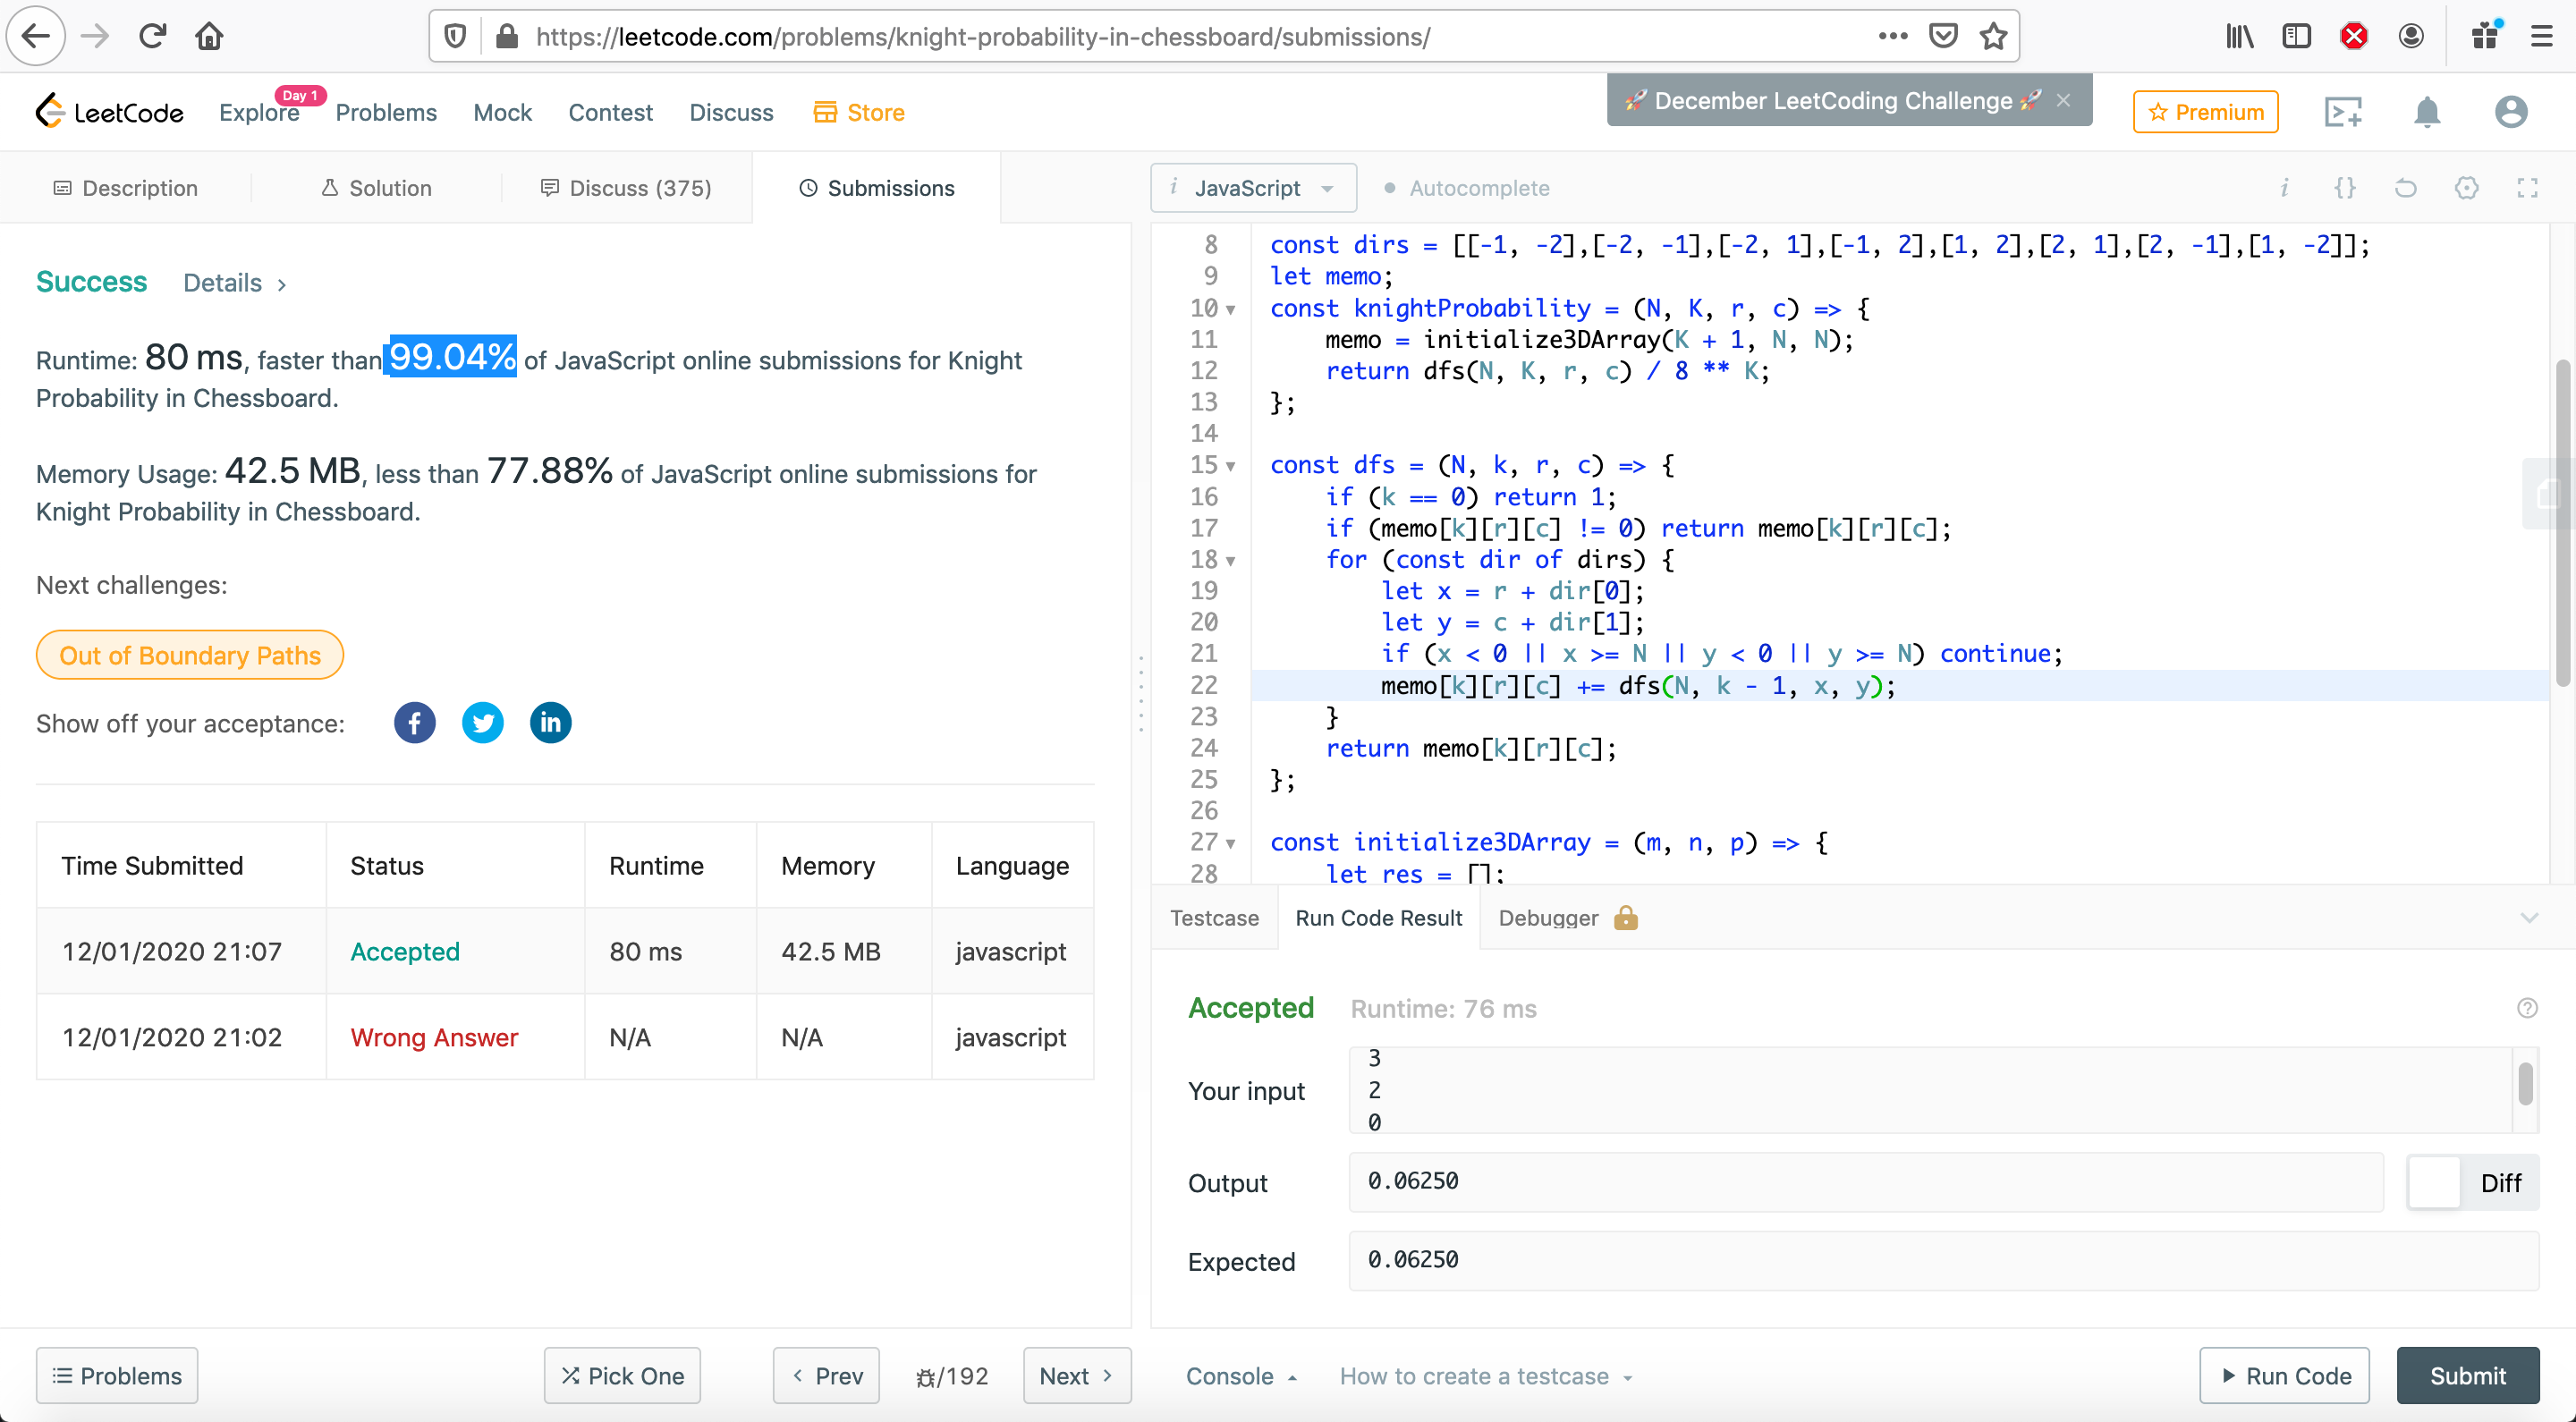 https://leetcode.com/problems/knight-probability-in-chessboard/submissions/
LeetCode
Explore
Day 1
Problems
Mock
Contest
Discuss
Store
🚀 December LeetCoding Challenge 🚀 ×
Premium
Description
Solution
Discuss (375)
Submissions
i JavaScript
Autocomplete
Success
Details >
Runtime: 80 ms, faster than 99.04% of JavaScript online submissions for Knight
Probability in Chessboard.
Memory Usage: 42.5 MB, less than 77.88% of JavaScript online submissions for
Knight Probability in Chessboard.
Next challenges:
Out of Boundary Paths
Show off your acceptance:
Time Submitted Status Runtime Memory Language
12/01/2020 21:07 Accepted 80 ms 42.5 MB javascript
12/01/2020 21:02 Wrong Answer N/A N/A javascript
8 const dirs = [[-1, -2],[-2, -1],[-2, 1],[-1, 2],[1, 2],[2, 1],[2, -1],[1, -2]];
9 let memo;
10 const knightProbability = (N, K, r, c) => {
11 memo = initialize3DArray(K + 1, N, N);
12 return dfs(N, K, r, c) / 8 ** K;
13 };
14
15 const dfs = (N, k, r, c) => {
16 if (k == 0) return 1;
17 if (memo[k][r][c] != 0) return memo[k][r][c];
18 for (const dir of dirs) {
19 let x = r + dir[0];
20 let y = c + dir[1];
21 if (x < 0 || x >= N || y < 0 || y >= N) continue;
22 memo[k][r][c] += dfs(N, k - 1, x, y);
23 }
24 return memo[k][r][c];
25 };
26
27 const initialize3DArray = (m, n, p) => {
28 let res = [];
Testcase
Run Code Result
Debugger
Accepted
Runtime: 76 ms
Your input
3
2
0
Output
0.06250
Diff
Expected
0.06250
Problems
Pick One
< Prev
/192
Next >
Console
How to create a testcase
Run Code
Submit